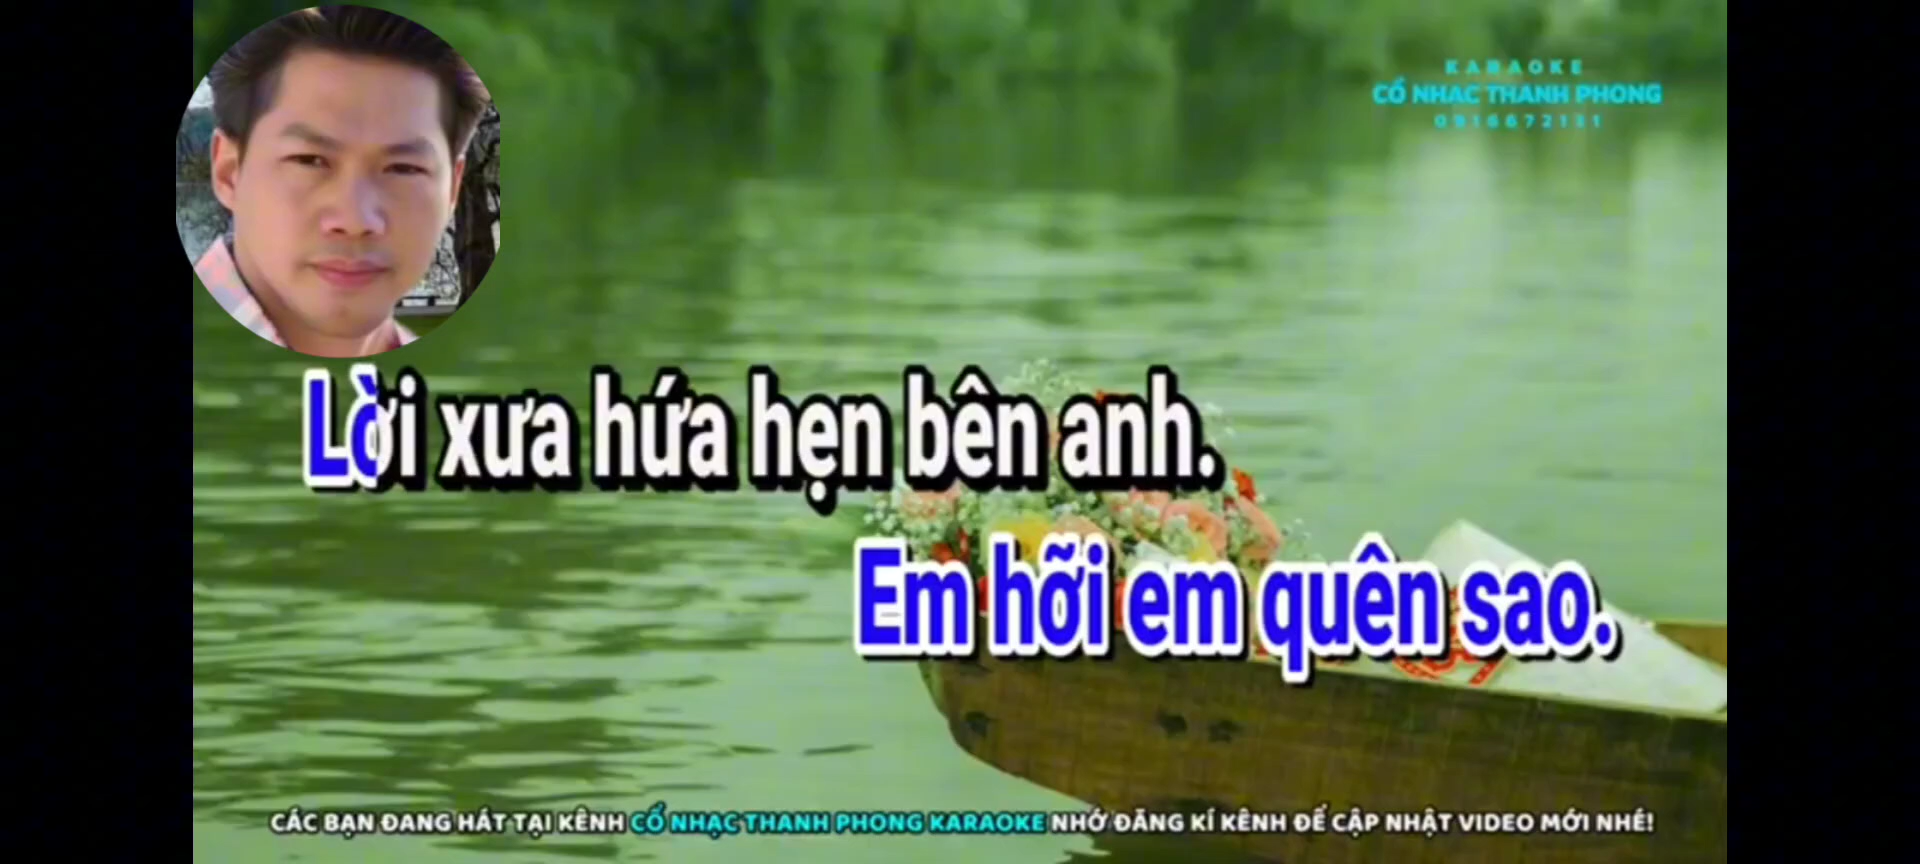 KARAOKE
CỔ NHẠC THANH PHONG
0916672111
Lời xưa hứa hẹn bên anh.
Em hỡi em quên sao.
CÁC BẠN ĐANG HÁT TẠI KÊNH CỔ NHẠC THANH PHONG KARAOKE NHỚ ĐĂNG KÍ KÊNH ĐỂ CẬP NHẬT VIDEO MỚI NHÉ!